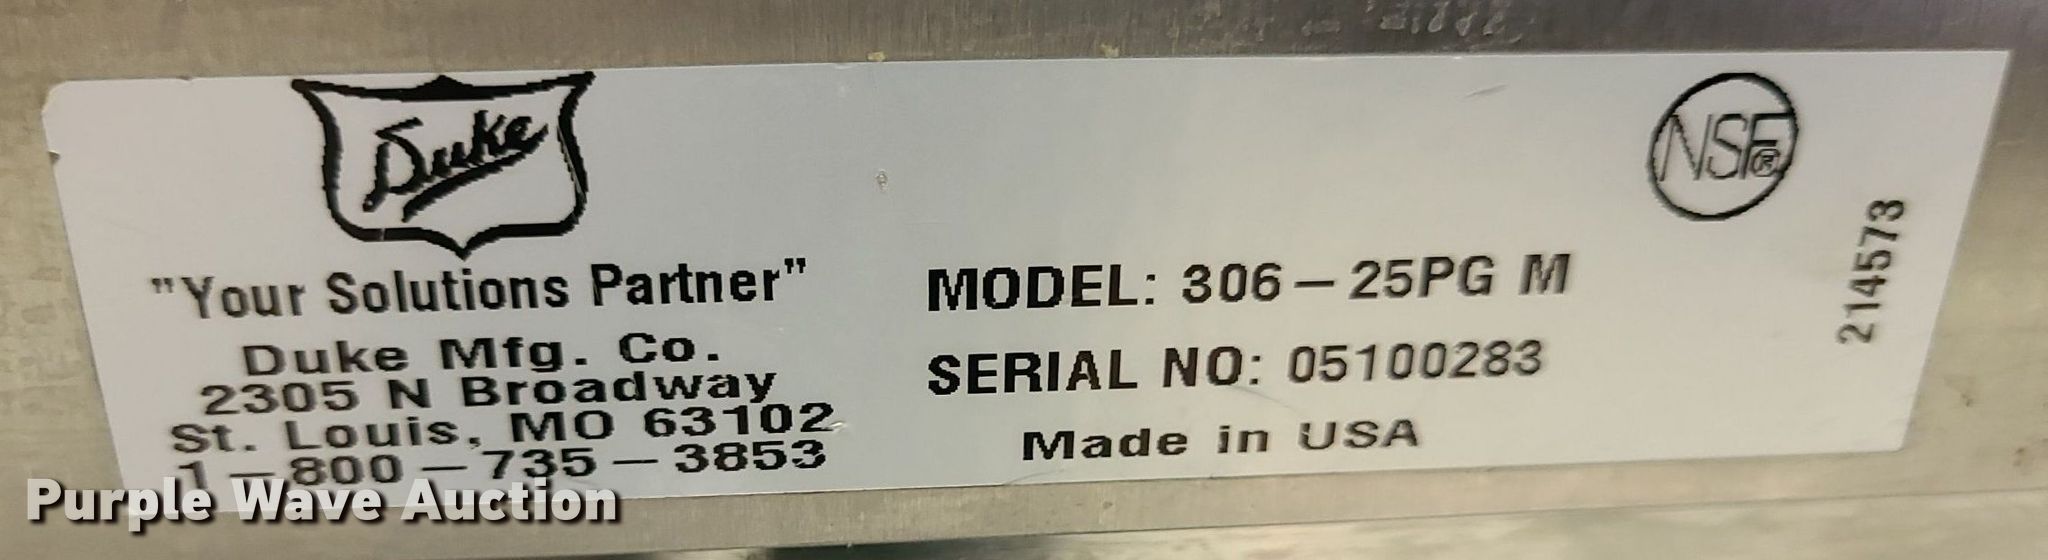 Duke
"Your Solutions Partner"
Duke Mfg. Co.
2305 N Broadway
St. Louis, MO 63102
1-800-735-3853
MODEL: 306-25PG M
SERIAL NO: 05100283
Made in USA
NSF®
214573
Purple Wave Auction